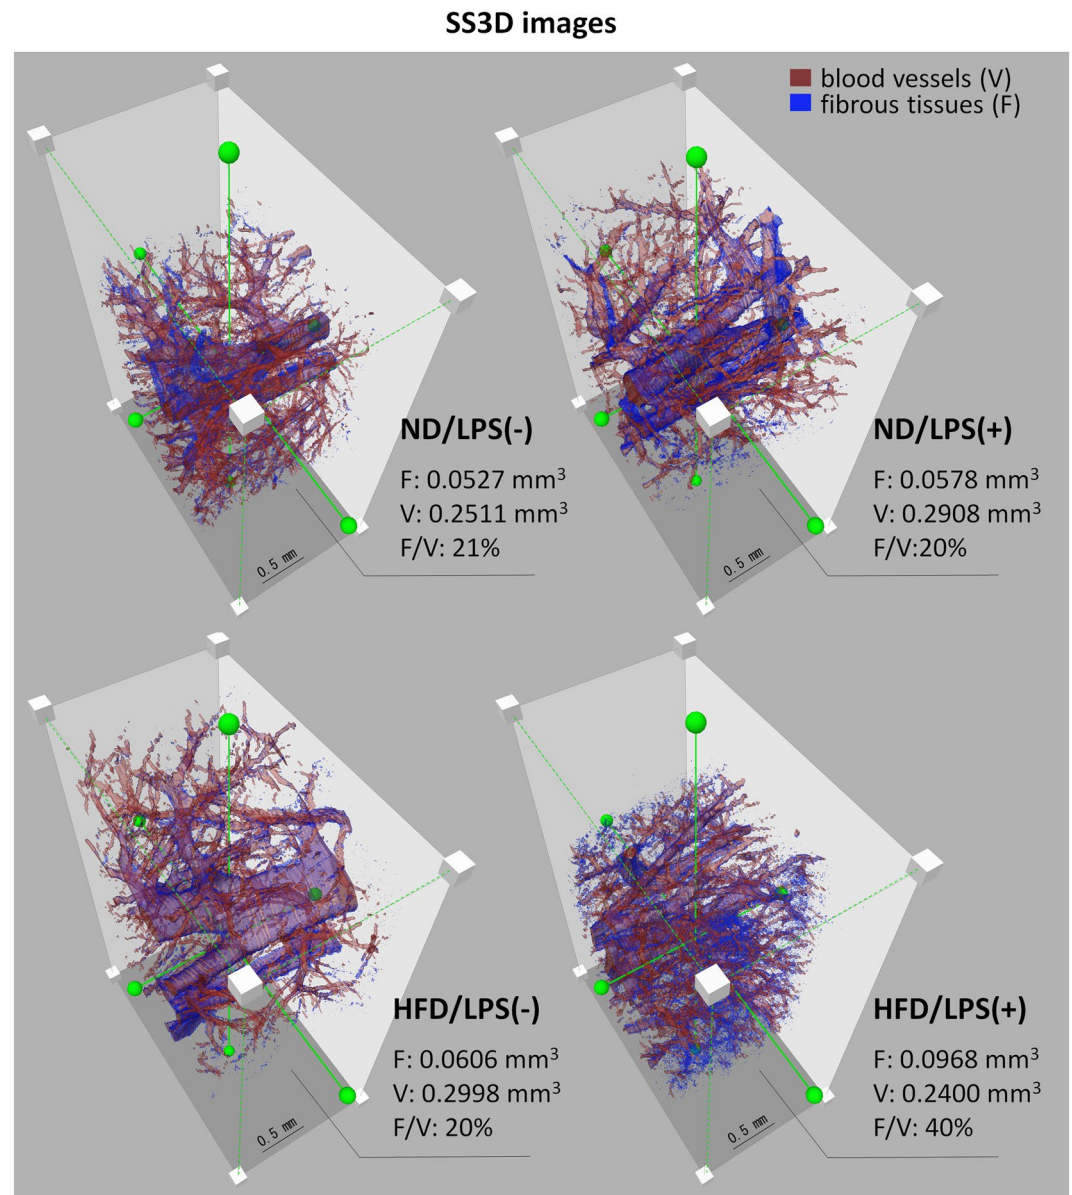 SS3D images
blood vessels (V)
fibrous tissues (F)
ND/LPS(-)
F: 0.0527 mm³
V: 0.2511 mm³
F/V: 21%
0.5 mm
ND/LPS(+)
F: 0.0578 mm³
V: 0.2908 mm³
F/V:20%
0.5 mm
HFD/LPS(-)
F: 0.0606 mm³
V: 0.2998 mm³
F/V: 20%
0.5 mm
HFD/LPS(+)
F: 0.0968 mm³
V: 0.2400 mm³
F/V: 40%
0.5 mm